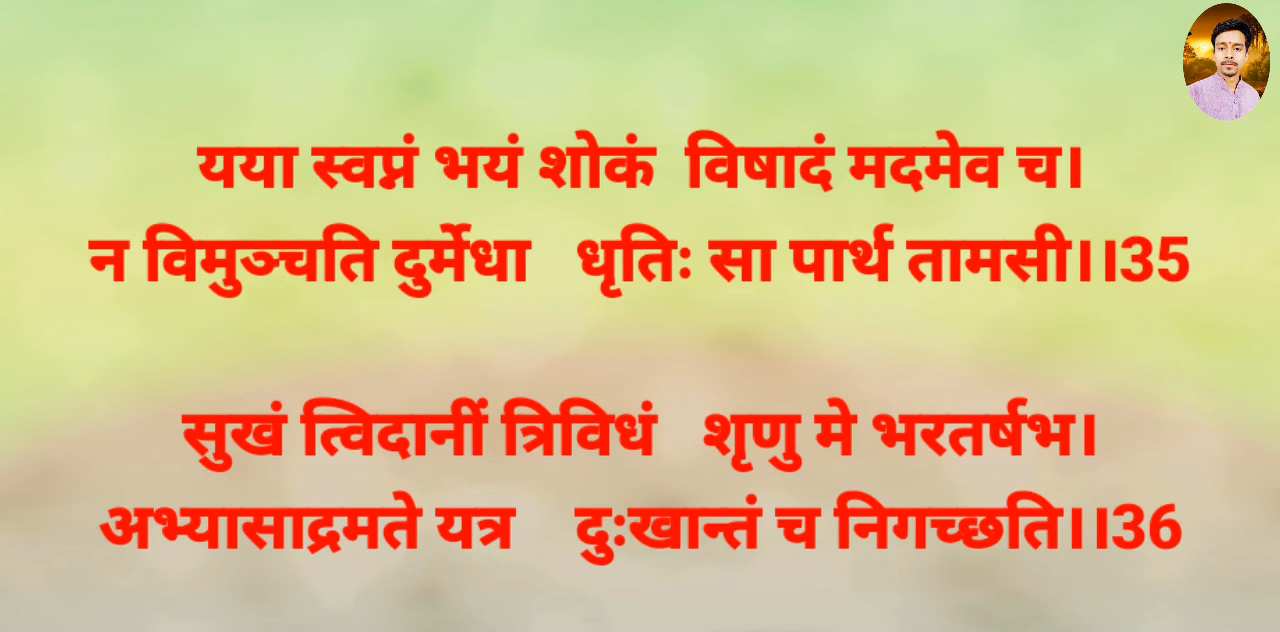 यया स्वप्नं भयं शोकं विषादं मदमेव च।
न विमुञ्चति दुर्मेधा धृतिः सा पार्थ तामसी।।35
सुखं त्विदानीं त्रिविधं शृणु मे भरतर्षभ।
अभ्यासाद्रमते यत्र दुःखान्तं च निगच्छति।।36